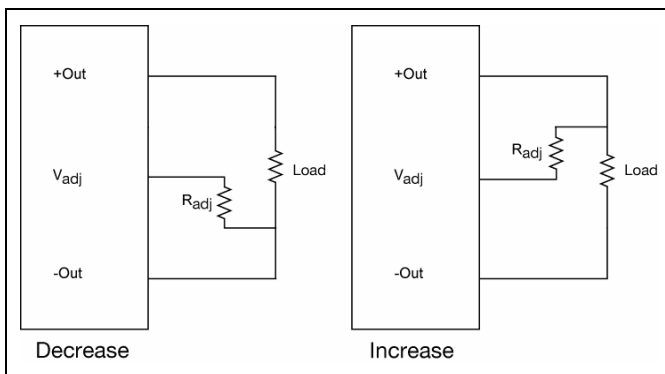 +Out
Vadj
Radj
Load
-Out
Decrease
+Out
Radj
Vadj
Load
-Out
Increase